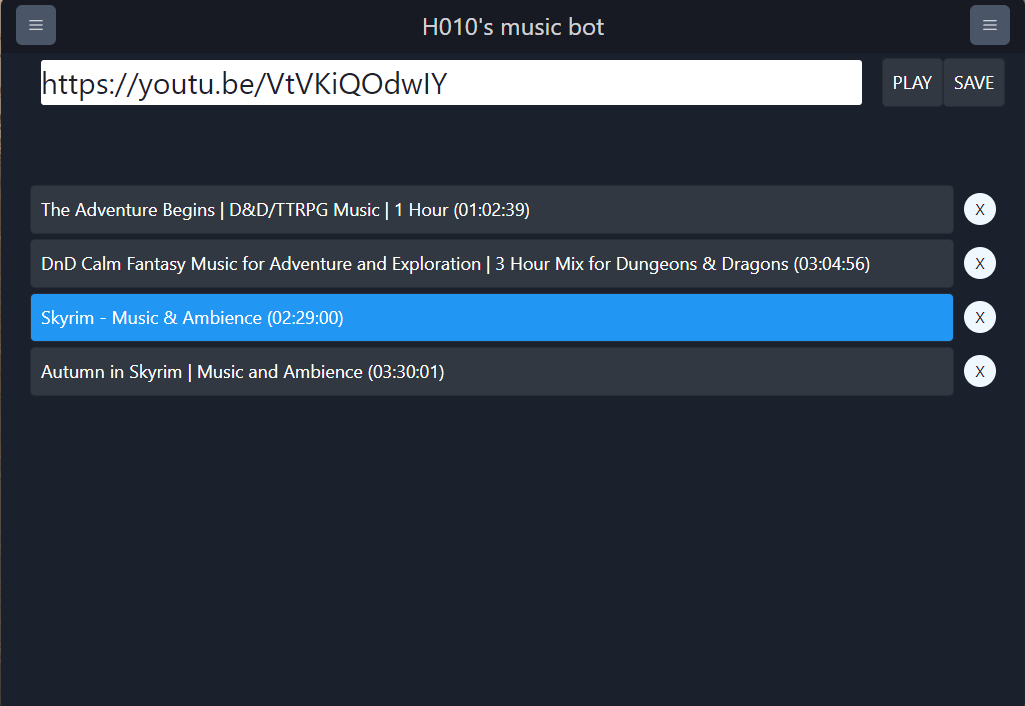 H010's music bot
https://youtu.be/VtVKiQOdwIY
PLAY SAVE
The Adventure Begins | D&D/TTRPG Music | 1 Hour (01:02:39) X
DnD Calm Fantasy Music for Adventure and Exploration | 3 Hour Mix for Dungeons & Dragons (03:04:56) X
Skyrim - Music & Ambience (02:29:00) X
Autumn in Skyrim | Music and Ambience (03:30:01) X